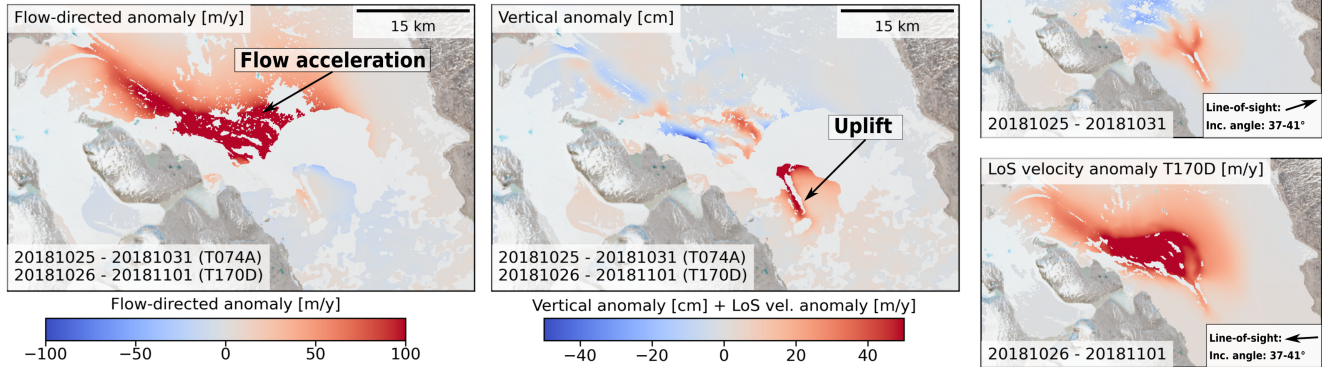 Flow-directed anomaly [m/y]
15 km
Flow acceleration
20181025 - 20181031 (T074A)
20181026 - 20181101 (T170D)
Flow-directed anomaly [m/y]
−100 −50 0 50 100
Vertical anomaly [cm]
15 km
Uplift
20181025 - 20181031 (T074A)
20181026 - 20181101 (T170D)
Vertical anomaly [cm] + LoS vel. anomaly [m/y]
−40 −20 0 20 40
20181025 - 20181031
Line-of-sight:
Inc. angle: 37-41°
LoS velocity anomaly T170D [m/y]
20181026 - 20181101
Line-of-sight:
Inc. angle: 37-41°